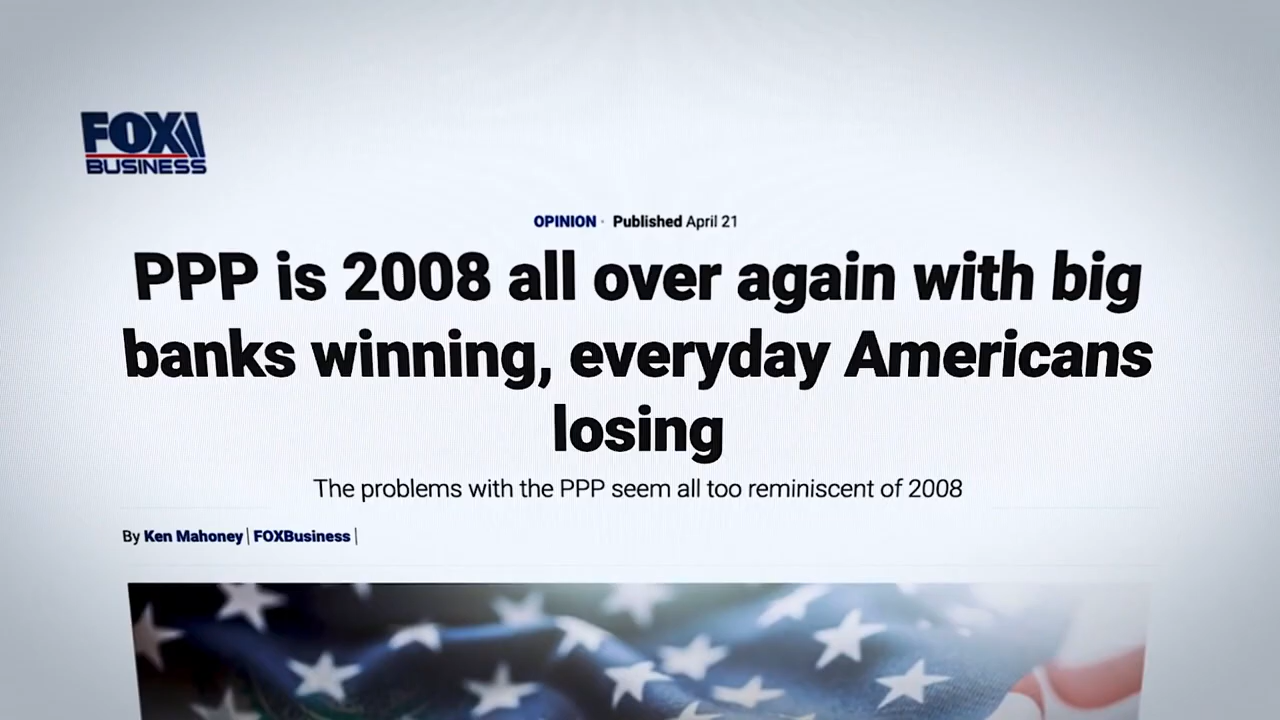 FOX
BUSINESS
OPINION · Published April 21
PPP is 2008 all over again with big
banks winning, everyday Americans
losing
The problems with the PPP seem all too reminiscent of 2008
By Ken Mahoney | FOXBusiness |